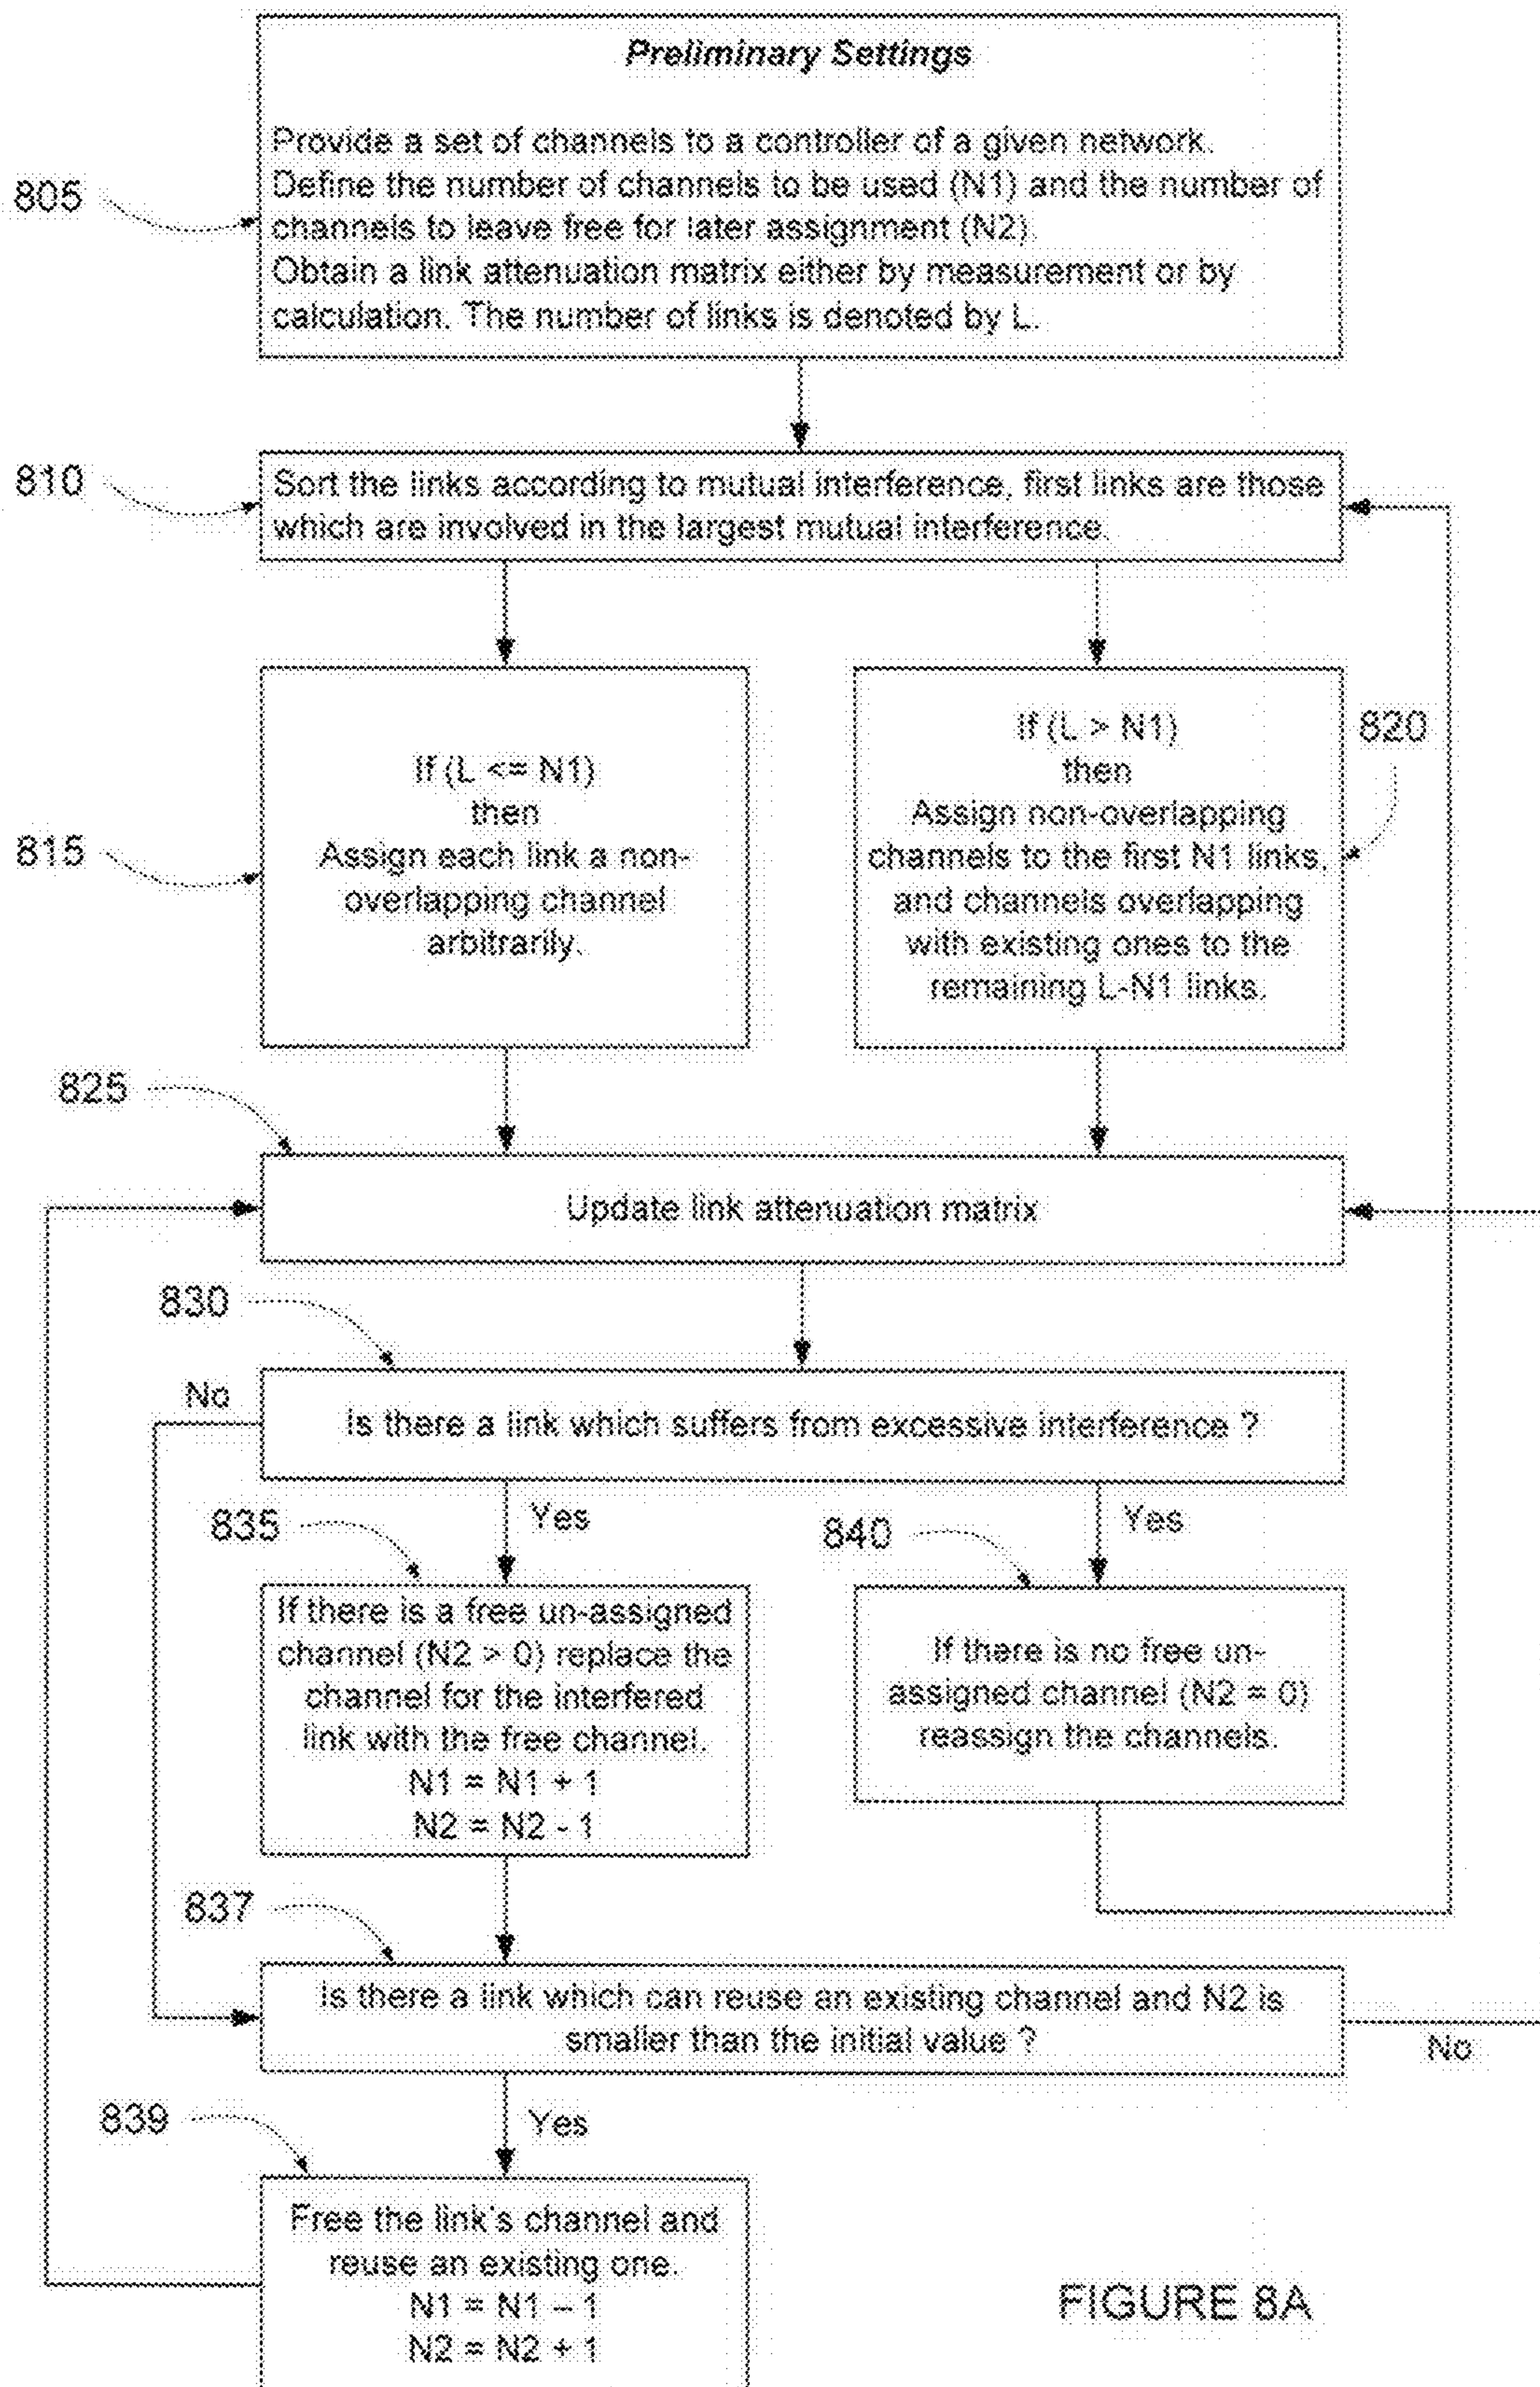 Preliminary Settings
805
Provide a set of channels to a controller of a given network.
Define the number of channels to be used (N1) and the number of
channels to leave free for later assignment (N2).
Obtain a link attenuation matrix either by measurement or by
calculation. The number of links is denoted by L.
810
Sort the links according to mutual interference, first links are those
which are involved in the largest mutual interference.
815
If (L <= N1)
then
Assign each link a non-
overlapping channel
arbitrarily.
820
If (L > N1)
then
Assign non-overlapping
channels to the first N1 links,
and channels overlapping
with existing ones to the
remaining L-N1 links.
825
Update link attenuation matrix
830
No
Is there a link which suffers from excessive interference ?
Yes
Yes
835
If there is a free un-assigned
channel (N2 > 0) replace the
channel for the interfered
link with the free channel.
N1 = N1 + 1
N2 = N2 - 1
840
If there is no free un-
assigned channel (N2 = 0)
reassign the channels.
837
Is there a link which can reuse an existing channel and N2 is
smaller than the initial value ?
No
Yes
839
Free the link's channel and
reuse an existing one.
N1 = N1 – 1
N2 = N2 + 1
FIGURE 8A